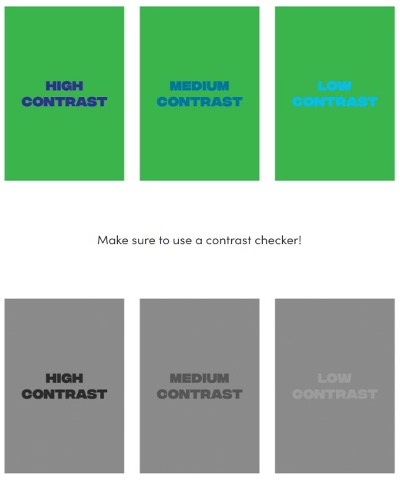 HIGH
CONTRAST
MEDIUM
CONTRAST
LOW
CONTRAST
Make sure to use a contrast checker!
HIGH
CONTRAST
MEDIUM
CONTRAST
LOW
CONTRAST